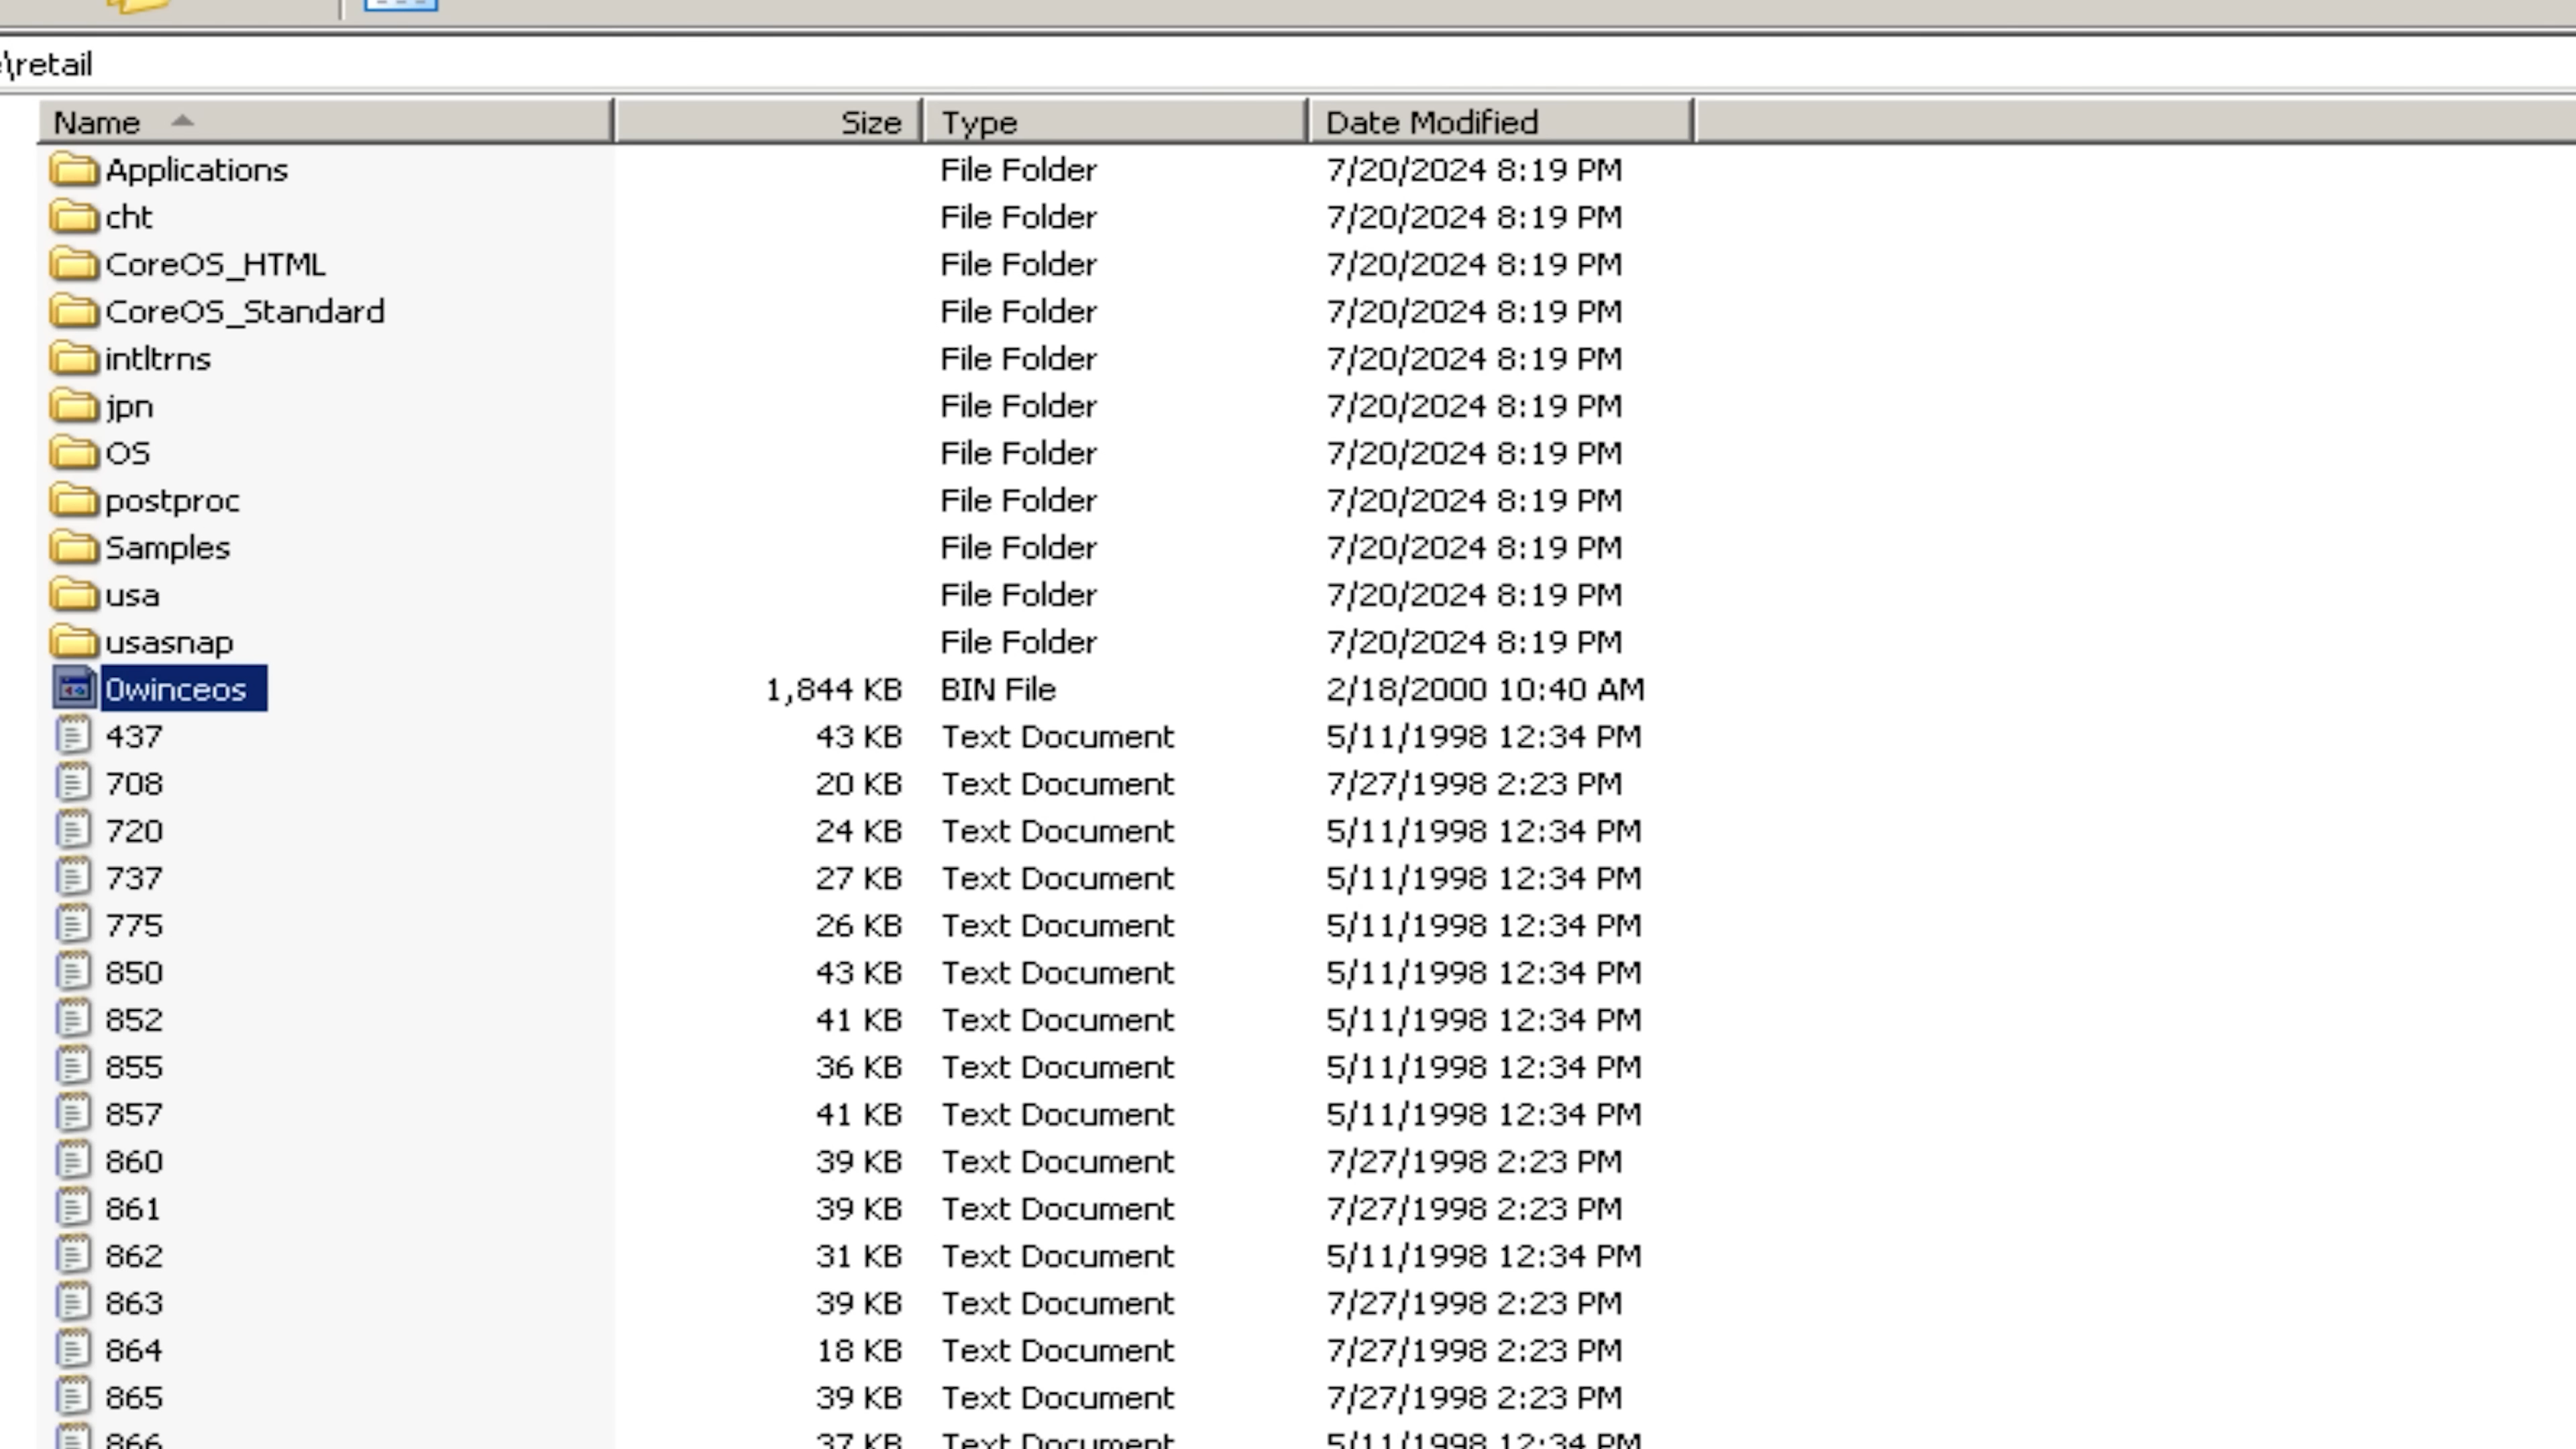 \retail
Name Size Type Date Modified
Applications File Folder 7/20/2024 8:19 PM
cht File Folder 7/20/2024 8:19 PM
CoreOS_HTML File Folder 7/20/2024 8:19 PM
CoreOS_Standard File Folder 7/20/2024 8:19 PM
intltrns File Folder 7/20/2024 8:19 PM
jpn File Folder 7/20/2024 8:19 PM
OS File Folder 7/20/2024 8:19 PM
postproc File Folder 7/20/2024 8:19 PM
Samples File Folder 7/20/2024 8:19 PM
usa File Folder 7/20/2024 8:19 PM
usasnap File Folder 7/20/2024 8:19 PM
0winceos 1,844 KB BIN File 2/18/2000 10:40 AM
437 43 KB Text Document 5/11/1998 12:34 PM
708 20 KB Text Document 7/27/1998 2:23 PM
720 24 KB Text Document 5/11/1998 12:34 PM
737 27 KB Text Document 5/11/1998 12:34 PM
775 26 KB Text Document 5/11/1998 12:34 PM
850 43 KB Text Document 5/11/1998 12:34 PM
852 41 KB Text Document 5/11/1998 12:34 PM
855 36 KB Text Document 5/11/1998 12:34 PM
857 41 KB Text Document 5/11/1998 12:34 PM
860 39 KB Text Document 7/27/1998 2:23 PM
861 39 KB Text Document 7/27/1998 2:23 PM
862 31 KB Text Document 5/11/1998 12:34 PM
863 39 KB Text Document 7/27/1998 2:23 PM
864 18 KB Text Document 7/27/1998 2:23 PM
865 39 KB Text Document 7/27/1998 2:23 PM
866 37 KB Text Document 5/11/1998 12:34 PM